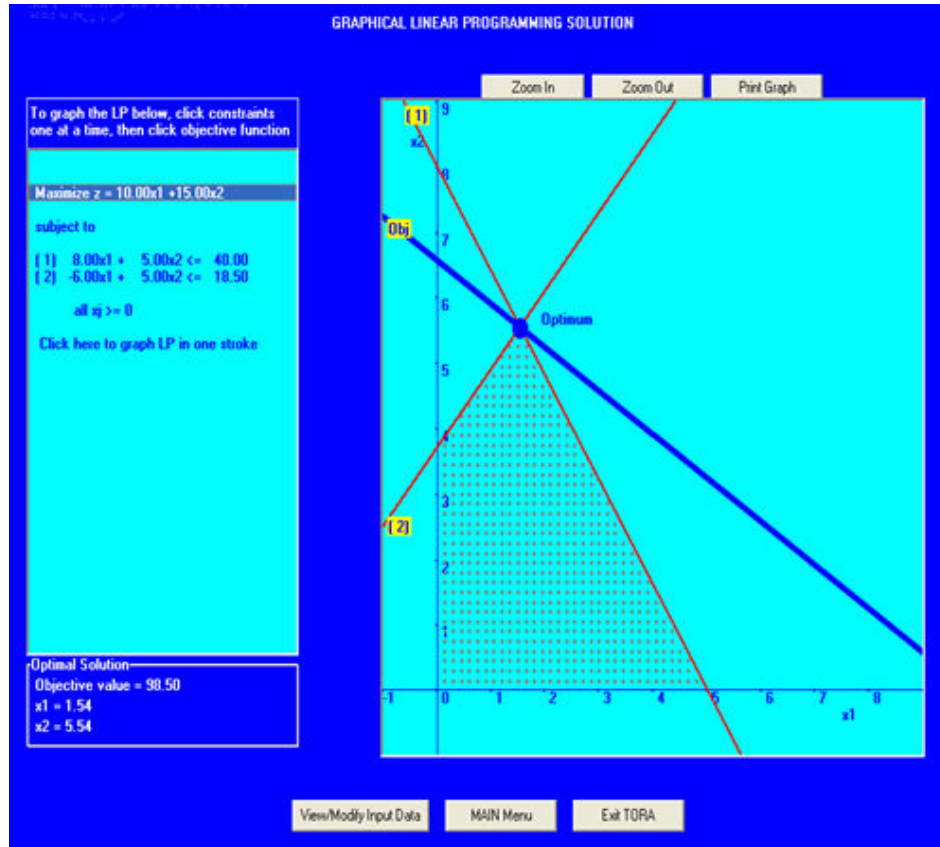 GRAPHICAL LINEAR PROGRAMMING SOLUTION
Zoom In Zoom Out Print Graph
To graph the LP below, click constraints
one at a time, then click objective function
Maximize z = 10.00x1 +15.00x2
subject to
( 1) 8.00x1 + 5.00x2 <= 40.00
( 2) -6.00x1 + 5.00x2 <= 18.50
all xj >= 0
Click here to graph LP in one stroke
Optimal Solution
Objective value = 98.50
x1 = 1.54
x2 = 5.54
( 1)
9
x2
8
Obj
7
6
Optimum
5
4
3
( 2)
2
1
-1 0 1 2 3 4 5 6 7 8
x1
View/Modify Input Data MAIN Menu Exit TORA